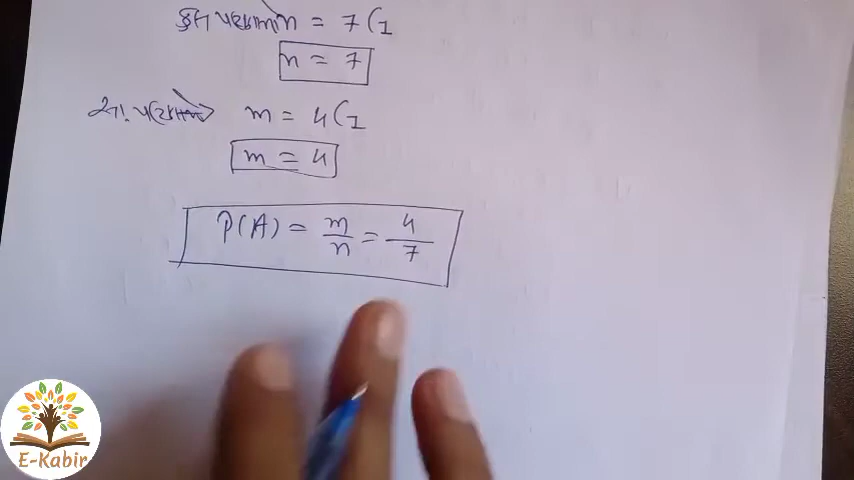 કુલ પરિણામો n = 7C1
n = 7
સા. m = 4C1
m = 4
P(A) = m/n = 4/7
E-Kabir